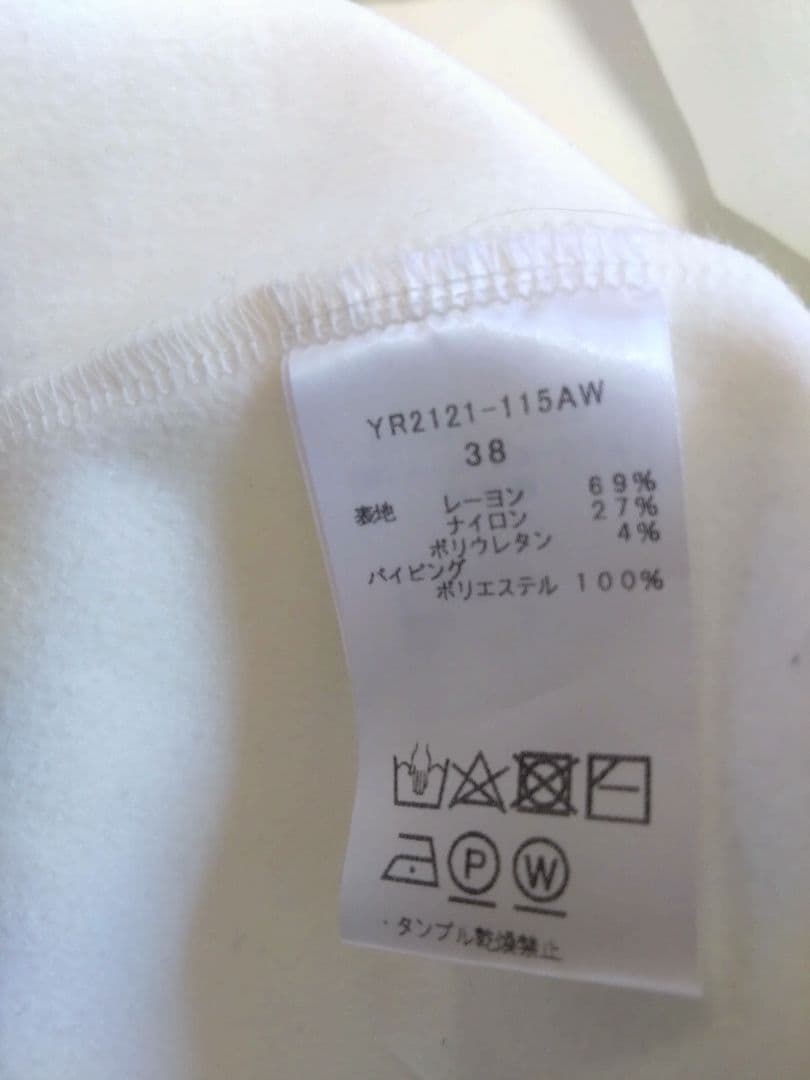 YR2121-115AW
38
表地 レーヨン 69%
ナイロン 27%
ポリウレタン 4%
パイピング
ポリエステル 100%
P W
・タンブル乾燥禁止